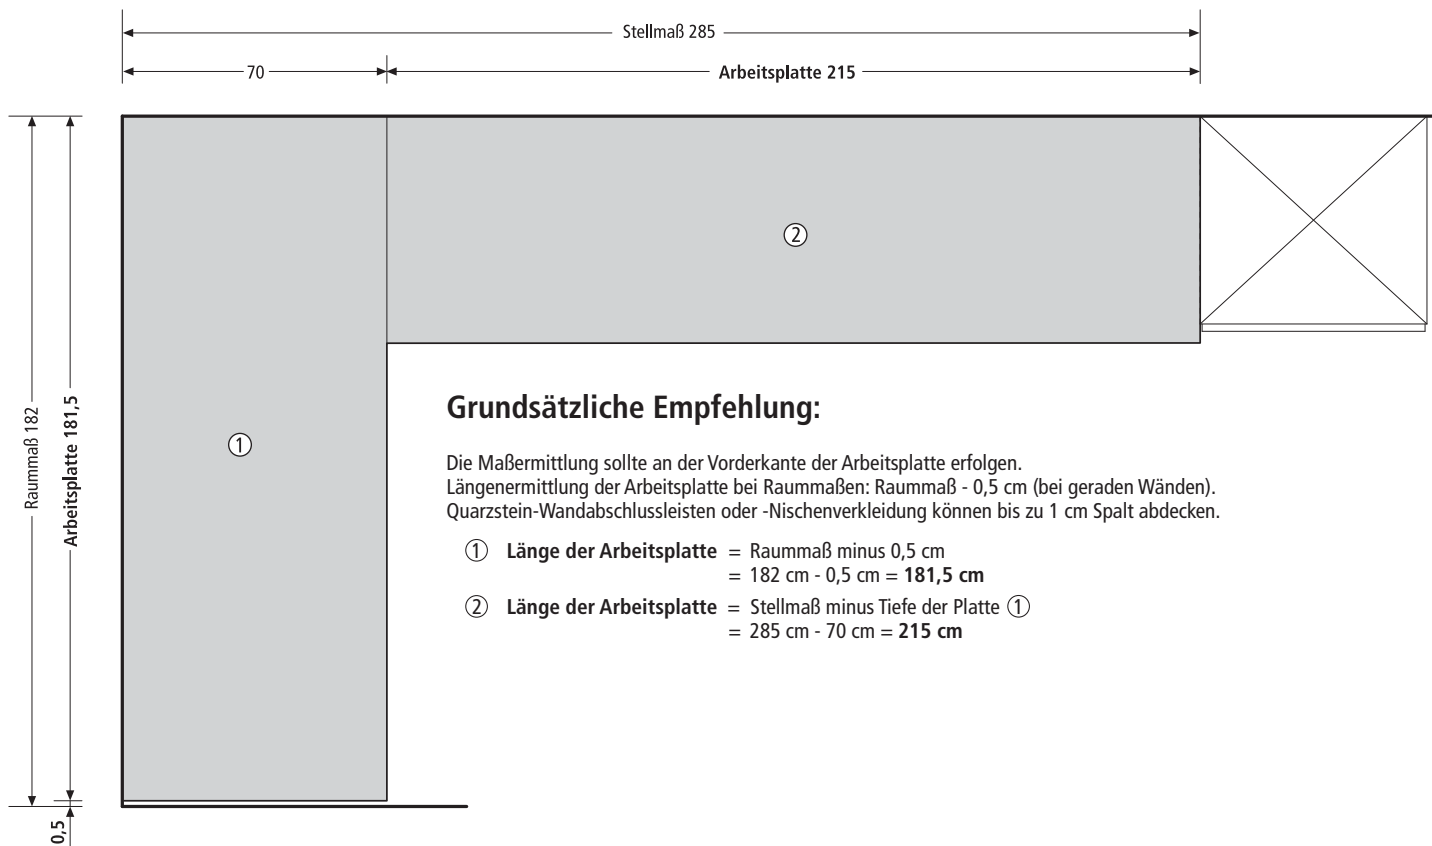 Stellmaß 285
70
Arbeitsplatte 215
Raummaß 182
Arbeitsplatte 181,5
0,5
①
②
Grundsätzliche Empfehlung:
Die Maßermittlung sollte an der Vorderkante der Arbeitsplatte erfolgen.
Längenermittlung der Arbeitsplatte bei Raummaßen: Raummaß - 0,5 cm (bei geraden Wänden).
Quarzstein-Wandabschlussleisten oder -Nischenverkleidung können bis zu 1 cm Spalt abdecken.
① Länge der Arbeitsplatte = Raummaß minus 0,5 cm
= 182 cm - 0,5 cm = 181,5 cm
② Länge der Arbeitsplatte = Stellmaß minus Tiefe der Platte ①
= 285 cm - 70 cm = 215 cm